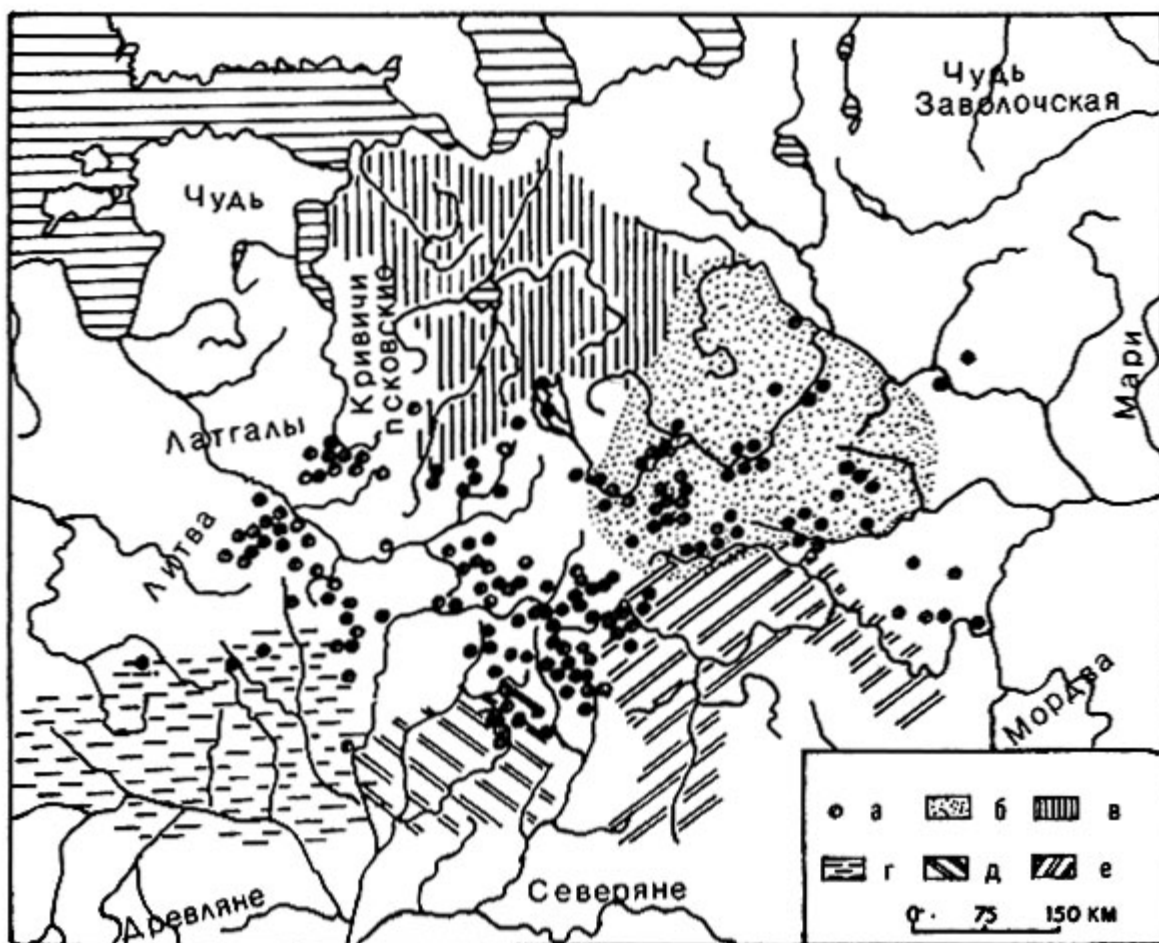 Чудь
Заволочская
Чудь
Кривичи
псковские
Мари
Латгалы
Литва
Мордва
Северяне
Древляне
а б в
г д е
0 75 150 км